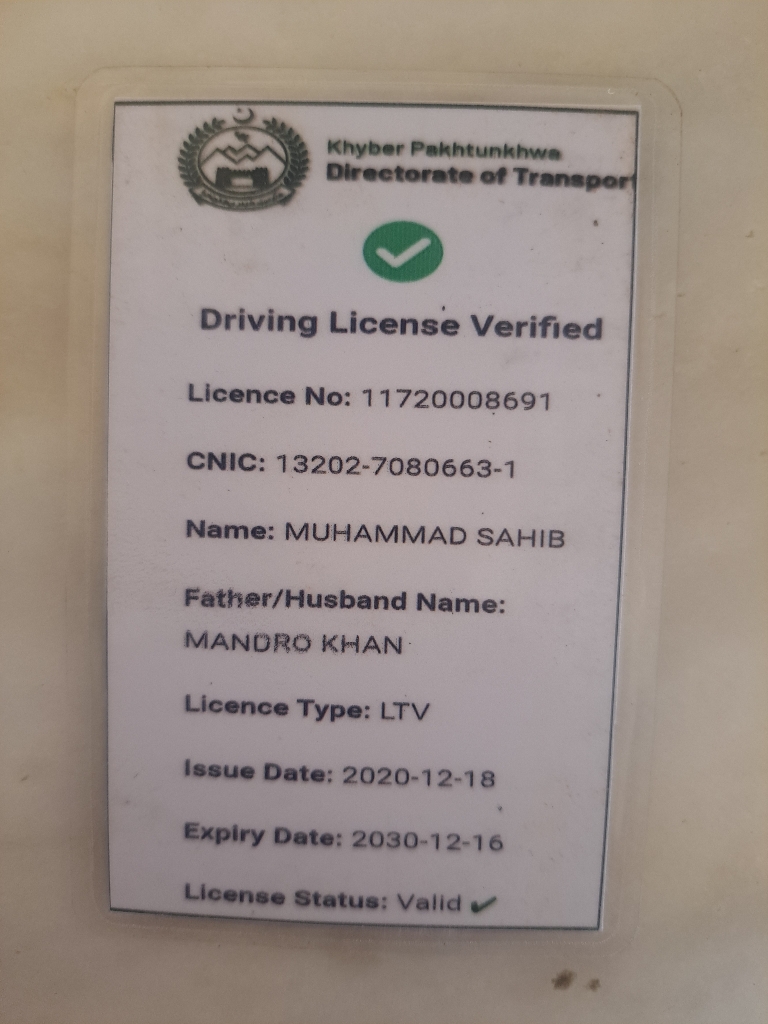 Khyber Pakhtunkhwa
Directorate of Transport
Driving License Verified
Licence No: 11720008691
CNIC: 13202-7080663-1
Name: MUHAMMAD SAHIB
Father/Husband Name:
MANDRO KHAN
Licence Type: LTV
Issue Date: 2020-12-18
Expiry Date: 2030-12-16
License Status: Valid ✔